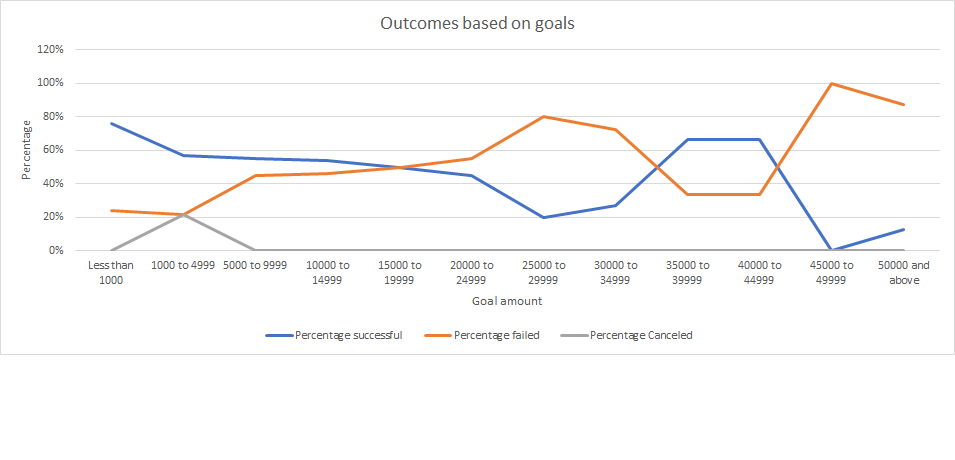 Outcomes based on goals
120%
100%
80%
60%
40%
20%
0%
Percentage
Less than
1000
1000 to 4999
5000 to 9999
10000 to
14999
15000 to
19999
20000 to
24999
25000 to
29999
30000 to
34999
35000 to
39999
40000 to
44999
45000 to
49999
50000 and
above
Goal amount
Percentage successful
Percentage failed
Percentage Canceled